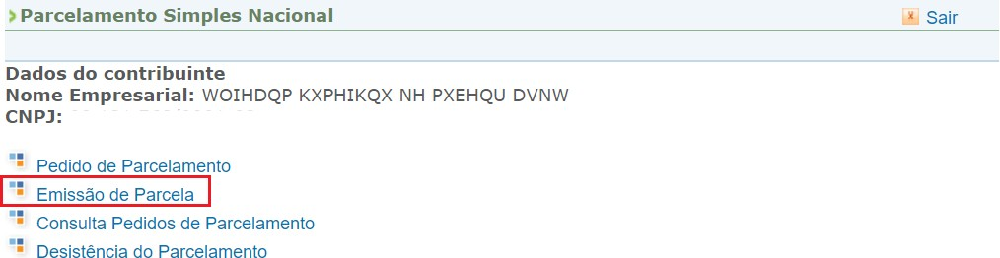 Parcelamento Simples Nacional
Sair
Dados do contribuinte
Nome Empresarial: WOIHDQP KXPHIKQX NH PXEHQU DVNW
CNPJ:
Pedido de Parcelamento
Emissão de Parcela
Consulta Pedidos de Parcelamento
Desistência do Parcelamento